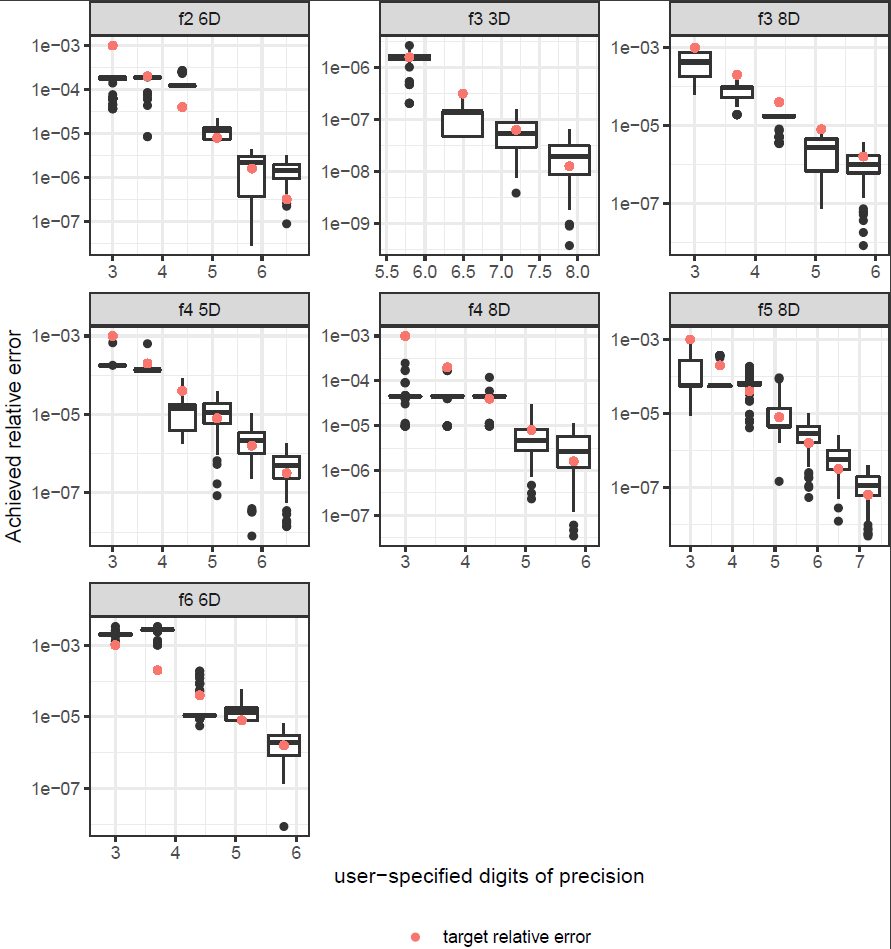 f2 6D
f3 3D
f3 8D
1e−03
1e−04
1e−05
1e−06
1e−07
3 4 5 6
1e−06
1e−07
1e−08
1e−09
5.5 6.0 6.5 7.0 7.5 8.0
1e−03
1e−05
1e−07
3 4 5 6
Achieved relative error
f4 5D
f4 8D
f5 8D
1e−03
1e−05
1e−07
3 4 5 6
1e−03
1e−04
1e−05
1e−06
1e−07
3 4 5 6
1e−03
1e−05
1e−07
3 4 5 6 7
f6 6D
1e−03
1e−05
1e−07
3 4 5 6
user−specified digits of precision
target relative error